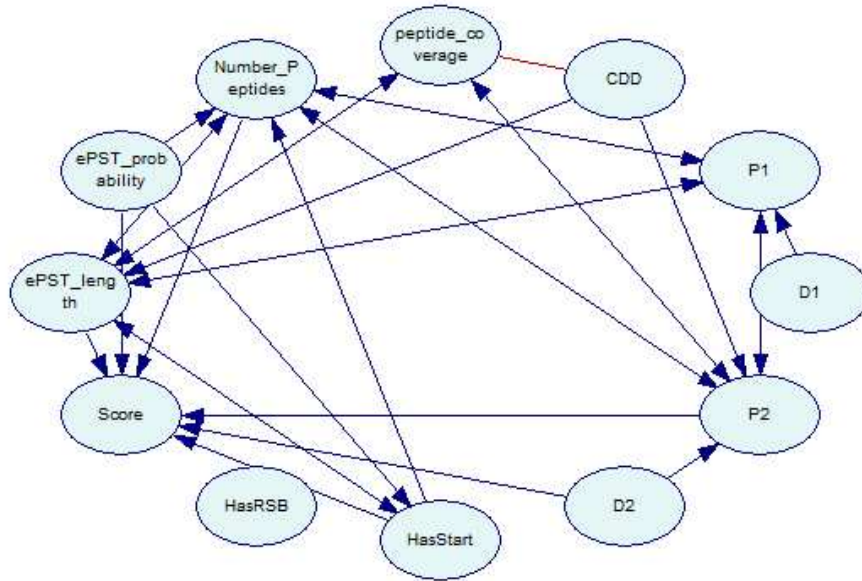 peptide_co
verage
Number_P
eptides
CDD
ePST_prob
ability
P1
ePST_leng
th
D1
Score
P2
HasRSB
D2
HasStart